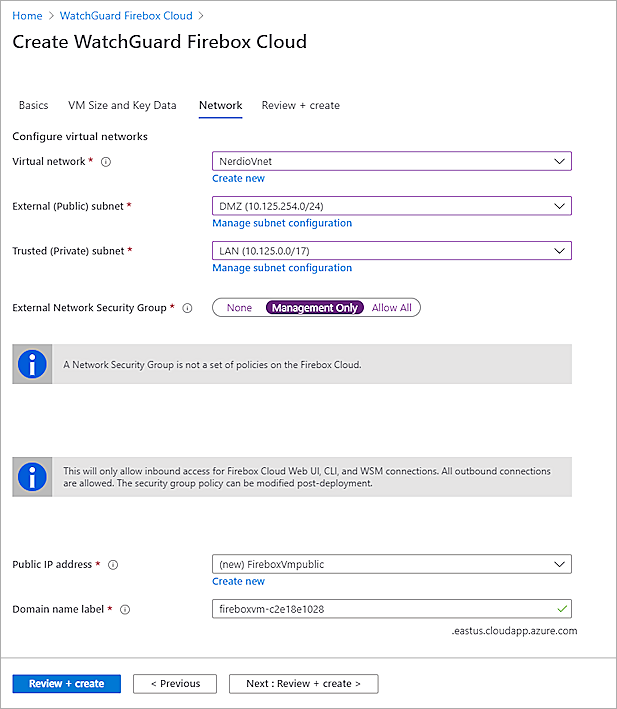 Home > WatchGuard Firebox Cloud >
Create WatchGuard Firebox Cloud
Basics VM Size and Key Data Network Review + create
Configure virtual networks
Virtual network * NerdioVnet
Create new
External (Public) subnet * DMZ (10.125.254.0/24)
Manage subnet configuration
Trusted (Private) subnet * LAN (10.125.0.0/17)
Manage subnet configuration
External Network Security Group * None Management Only Allow All
A Network Security Group is not a set of policies on the Firebox Cloud.
This will only allow inbound access for Firebox Cloud Web UI, CLI, and WSM connections. All outbound connections
are allowed. The security group policy can be modified post-deployment.
Public IP address * (new) FireboxVmpublic
Create new
Domain name label * fireboxvm-c2e18e1028
.eastus.cloudapp.azure.com
Review + create < Previous Next : Review + create >